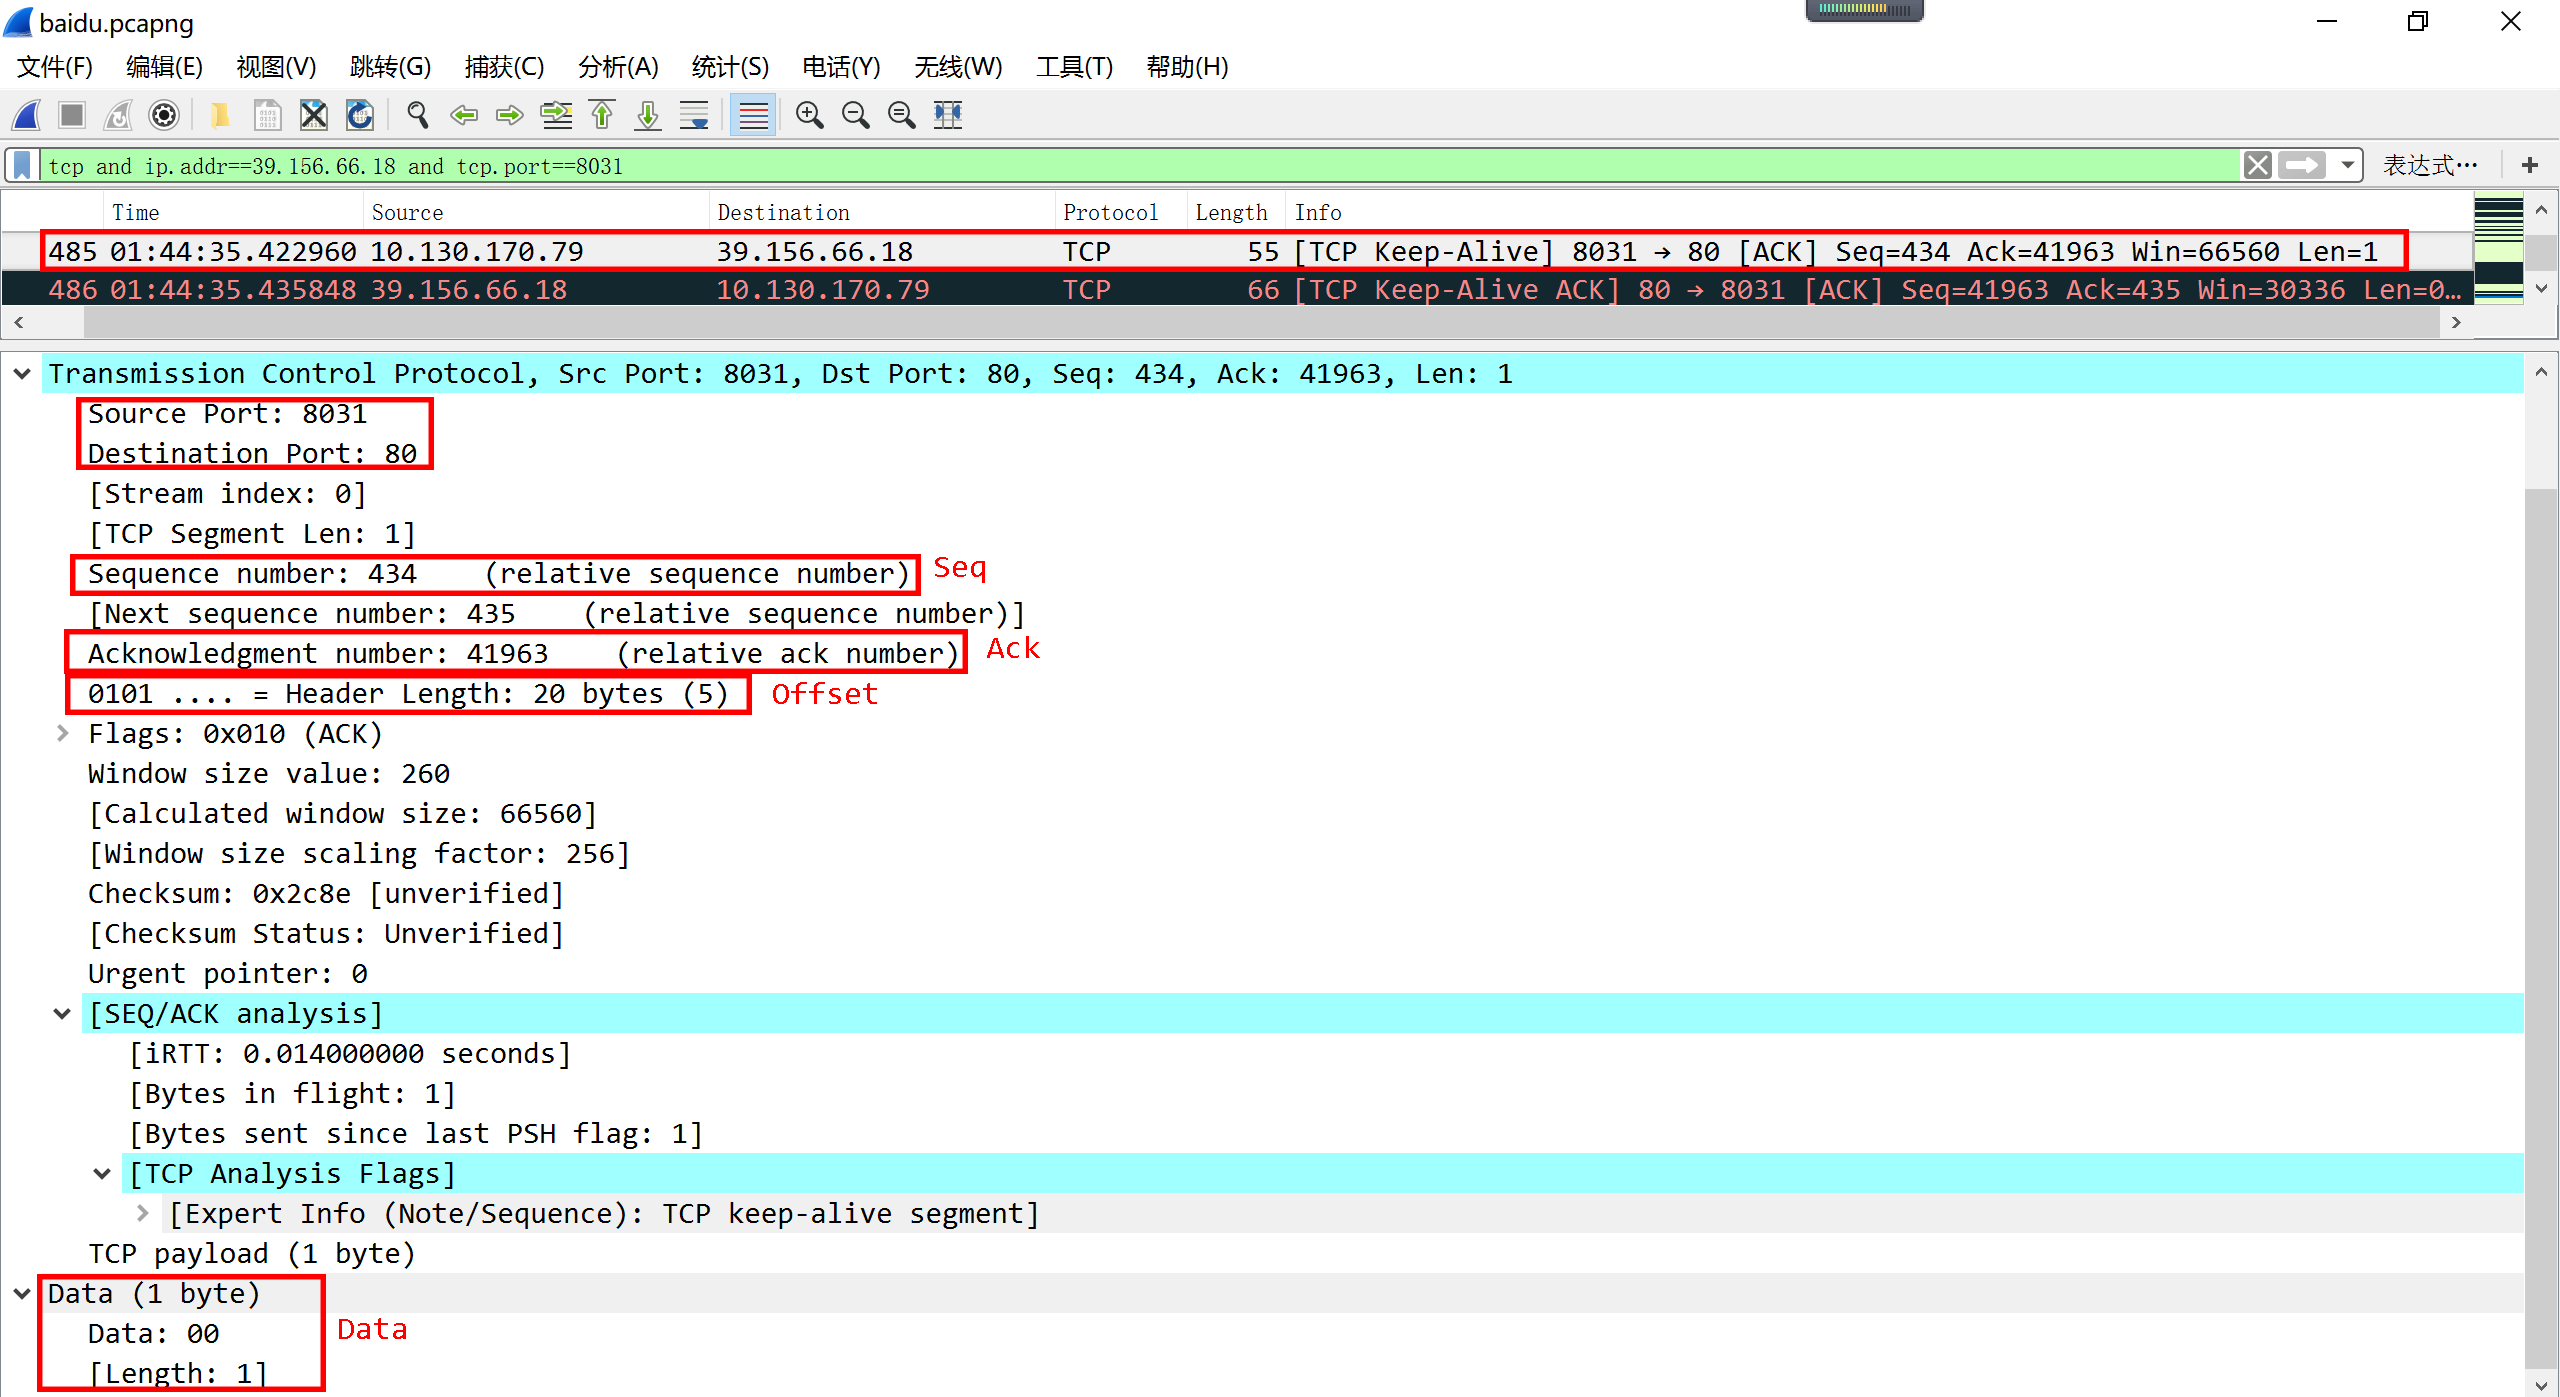 baidu.pcapng
文件(F) 编辑(E) 视图(V) 跳转(G) 捕获(C) 分析(A) 统计(S) 电话(Y) 无线(W) 工具(T) 帮助(H)
tcp and ip.addr==39.156.66.18 and tcp.port==8031 表达式… +
Time Source Destination Protocol Length Info
485 01:44:35.422960 10.130.170.79 39.156.66.18 TCP 55 [TCP Keep-Alive] 8031 → 80 [ACK] Seq=434 Ack=41963 Win=66560 Len=1
486 01:44:35.435848 39.156.66.18 10.130.170.79 TCP 66 [TCP Keep-Alive ACK] 80 → 8031 [ACK] Seq=41963 Ack=435 Win=30336 Len=0…
Transmission Control Protocol, Src Port: 8031, Dst Port: 80, Seq: 434, Ack: 41963, Len: 1
Source Port: 8031
Destination Port: 80
[Stream index: 0]
[TCP Segment Len: 1]
Sequence number: 434 (relative sequence number) Seq
[Next sequence number: 435 (relative sequence number)]
Acknowledgment number: 41963 (relative ack number) Ack
0101 .... = Header Length: 20 bytes (5) Offset
Flags: 0x010 (ACK)
Window size value: 260
[Calculated window size: 66560]
[Window size scaling factor: 256]
Checksum: 0x2c8e [unverified]
[Checksum Status: Unverified]
Urgent pointer: 0
[SEQ/ACK analysis]
[iRTT: 0.014000000 seconds]
[Bytes in flight: 1]
[Bytes sent since last PSH flag: 1]
[TCP Analysis Flags]
[Expert Info (Note/Sequence): TCP keep-alive segment]
TCP payload (1 byte)
Data (1 byte)
Data: 00 Data
[Length: 1]